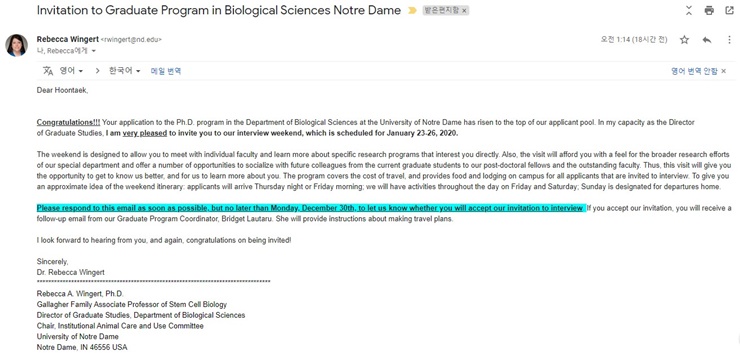 Invitation to Graduate Program in Biological Sciences Notre Dame 받은편지함 ×
Rebecca Wingert <rwingert@nd.edu>
오전 1:14 (18시간 전)
나, Rebecca에게
영어 > 한국어 메일 번역
영어 번역 안함 ×
Dear Hoontaek,
Congratulations!!! Your application to the Ph.D. program in the Department of Biological Sciences at the University of Notre Dame has risen to the top of our applicant pool. In my capacity as the Director
of Graduate Studies, I am very pleased to invite you to our interview weekend, which is scheduled for January 23-26, 2020.
The weekend is designed to allow you to meet with individual faculty and learn more about specific research programs that interest you directly. Also, the visit will afford you with a feel for the broader research efforts
of our special department and offer a number of opportunities to socialize with future colleagues from the current graduate students to our post-doctoral fellows and the outstanding faculty. Thus, this visit will give
you the opportunity to get to know us better, and for us to learn more about you. The program covers the cost of travel, and provides food and lodging on campus for all applicants that are invited to interview. To give you
an approximate idea of the weekend itinerary: applicants will arrive Thursday night or Friday morning; we will have activities throughout the day on Friday and Saturday; Sunday is designated for departures home.
Please respond to this email as soon as possible, but no later than Monday, December 30th, to let us know whether you will accept our invitation to interview. If you accept our invitation, you will receive a
follow-up email from our Graduate Program Coordinator, Bridget Lautaru. She will provide instructions about making travel plans.
I look forward to hearing from you, and again, congratulations on being invited!
Sincerely,
Dr. Rebecca Wingert
******************************************************************************
Rebecca A. Wingert, Ph.D.
Gallagher Family Associate Professor of Stem Cell Biology
Director of Graduate Studies, Department of Biological Sciences
Chair, Institutional Animal Care and Use Committee
University of Notre Dame
Notre Dame, IN 46556 USA